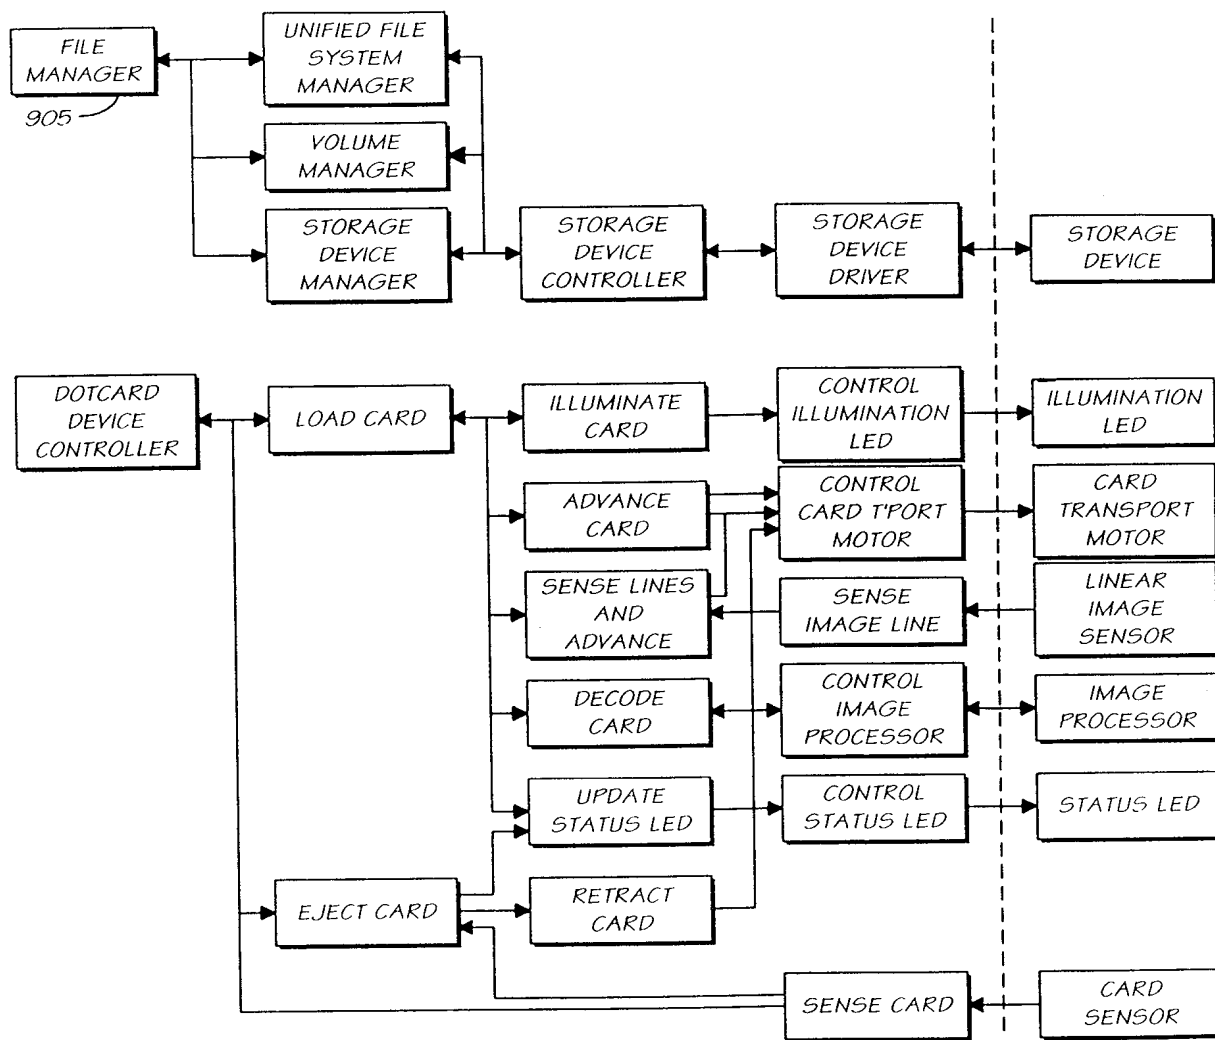 FILE
MANAGER
905
UNIFIED FILE
SYSTEM
MANAGER
VOLUME
MANAGER
STORAGE
DEVICE
MANAGER
STORAGE
DEVICE
CONTROLLER
STORAGE
DEVICE
DRIVER
STORAGE
DEVICE
DOTCARD
DEVICE
CONTROLLER
LOAD CARD
ILLUMINATE
CARD
CONTROL
ILLUMINATION
LED
ILLUMINATION
LED
ADVANCE
CARD
CONTROL
CARD T'PORT
MOTOR
CARD
TRANSPORT
MOTOR
SENSE LINES
AND
ADVANCE
SENSE
IMAGE LINE
LINEAR
IMAGE
SENSOR
DECODE
CARD
CONTROL
IMAGE
PROCESSOR
IMAGE
PROCESSOR
UPDATE
STATUS LED
CONTROL
STATUS LED
STATUS LED
EJECT CARD
RETRACT
CARD
SENSE CARD
CARD
SENSOR